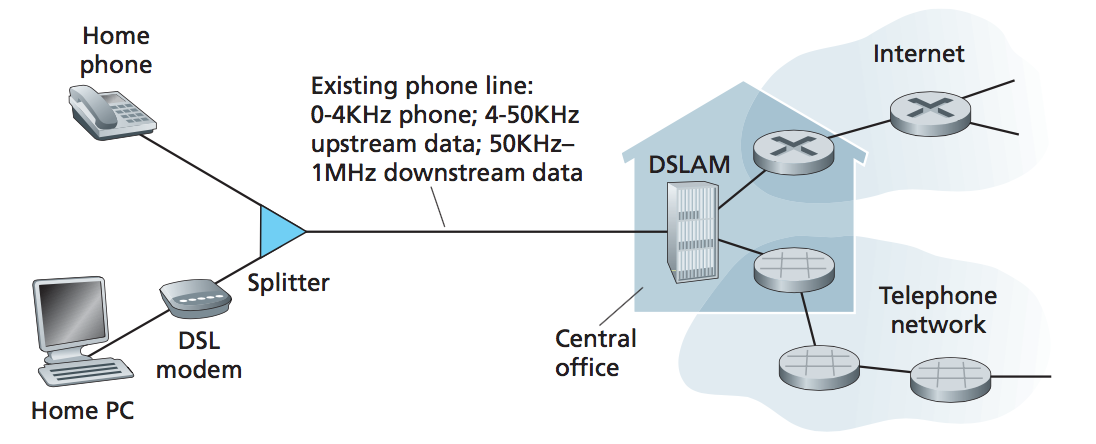 Home
phone
Existing phone line:
0-4KHz phone; 4-50KHz
upstream data; 50KHz–
1MHz downstream data
Internet
DSLAM
Splitter
DSL
modem
Home PC
Central
office
Telephone
network